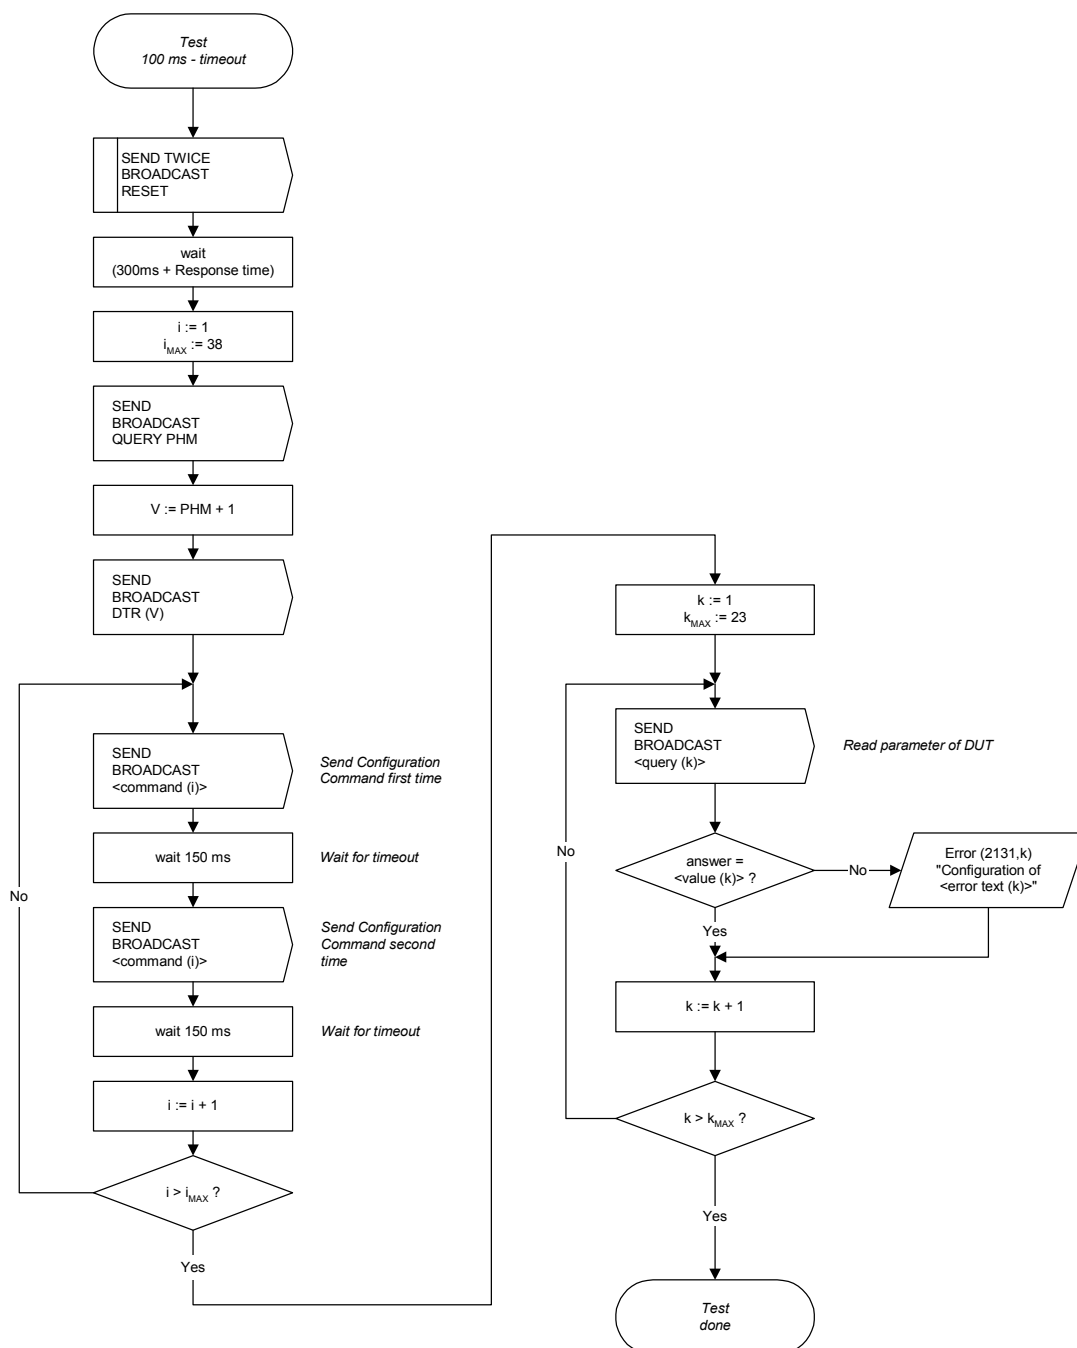 Test
100 ms - timeout
SEND TWICE
BROADCAST
RESET
wait
(300ms + Response time)
i := 1
iMAX := 38
SEND
BROADCAST
QUERY PHM
V := PHM + 1
SEND
BROADCAST
DTR (V)
SEND
BROADCAST
<command (i)>
Send Configuration
Command first time
wait 150 ms
Wait for timeout
No
SEND
BROADCAST
<command (i)>
Send Configuration
Command second
time
wait 150 ms
Wait for timeout
i := i + 1
i > iMAX ?
Yes
k := 1
kMAX := 23
SEND
BROADCAST
<query (k)>
Read parameter of DUT
No
answer =
<value (k)> ?
No
Error (2131,k)
"Configuration of
<error text (k)>"
Yes
k := k + 1
k > kMAX ?
Yes
Test
done